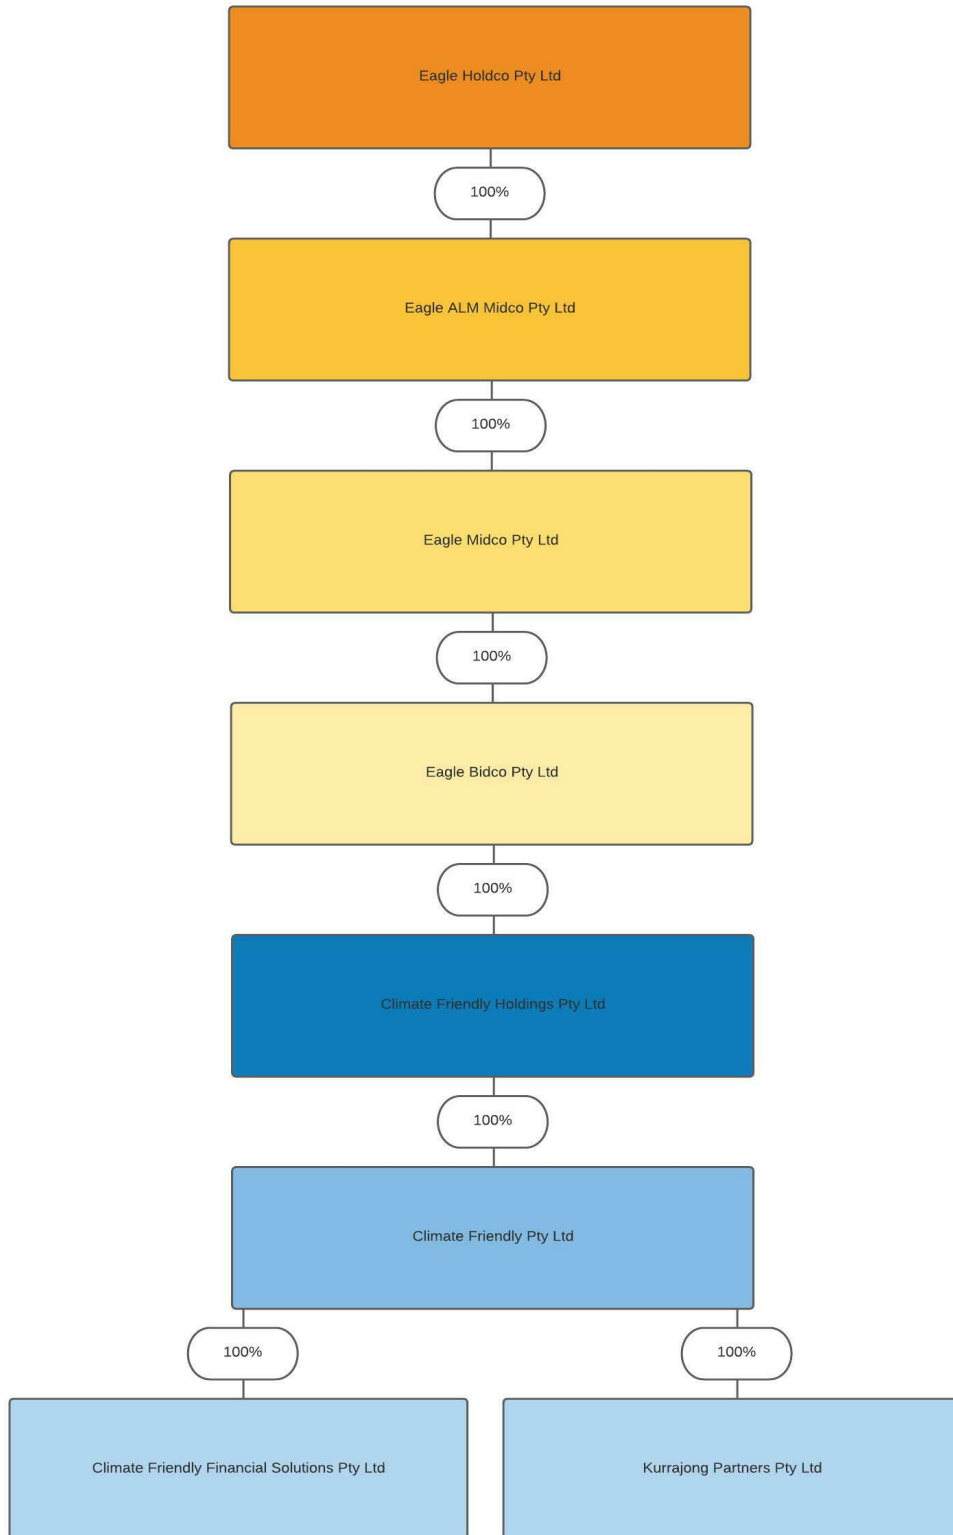 Eagle Holdco Pty Ltd
100%
Eagle ALM Midco Pty Ltd
100%
Eagle Midco Pty Ltd
100%
Eagle Bidco Pty Ltd
100%
Climate Friendly Holdings Pty Ltd
100%
Climate Friendly Pty Ltd
100%
100%
Climate Friendly Financial Solutions Pty Ltd
Kurrajong Partners Pty Ltd